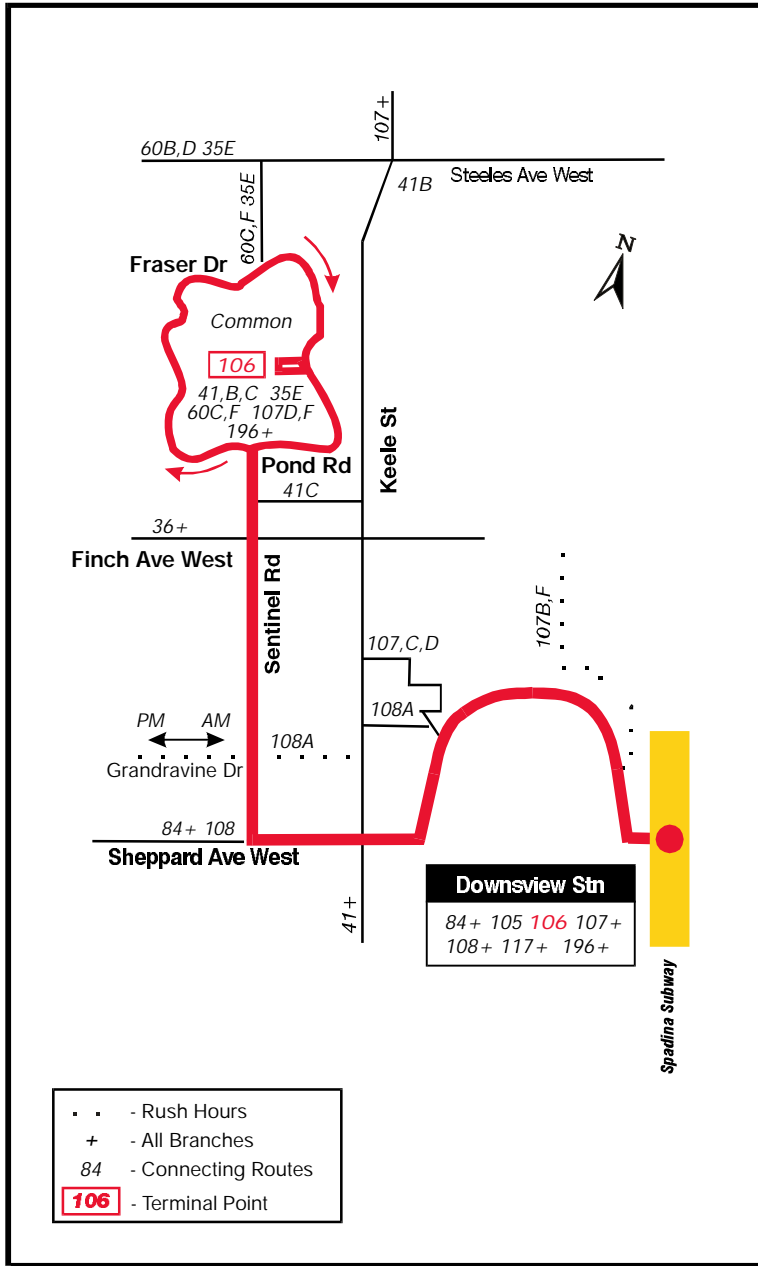 107+
60B,D 35E
Steeles Ave West
41B
60C,F 35E
N
Fraser Dr
Common
106
41,B,C 35E
60C,F 107D,F
196+
Keele St
Pond Rd
41C
36+
Finch Ave West
Sentinel Rd
107B,F
107,C,D
108A
PM AM
108A
Grandravine Dr
84+ 108
Sheppard Ave West
41+
Downsview Stn
84+ 105 106 107+
108+ 117+ 196+
Spadina Subway
. . - Rush Hours
+ - All Branches
84 - Connecting Routes
106 - Terminal Point